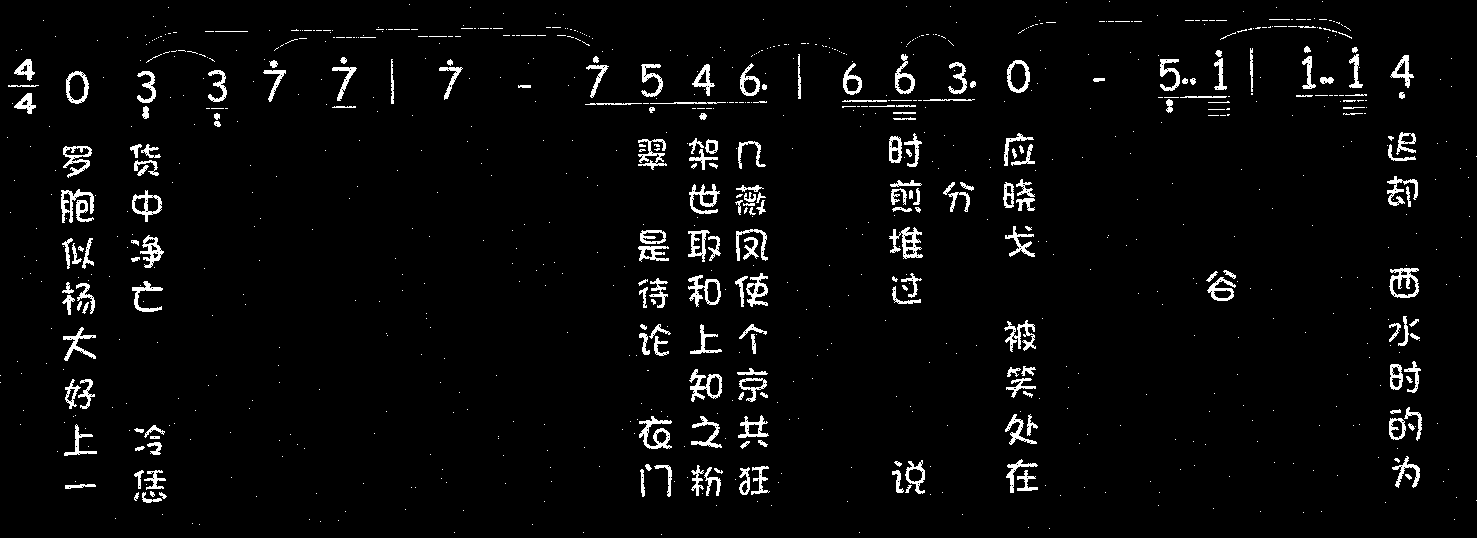 4/4 0 3 3 7 7 | 7 - 7 5 4 6. | 6 6 3. 0 - 5.. 1 | 1.. 1 4
罗货翠架几时应迟
胞中世薇煎分晓却
似净是取凤堆戈
杨亡待和使过谷西
大论上个被水
好知京笑时
上冷衣之共处的
一恁门粉狂说在为